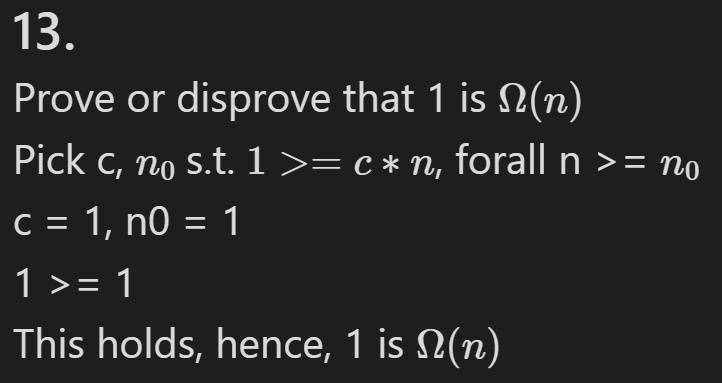 13.
Prove or disprove that 1 is Ω(n)
Pick c, n₀ s.t. 1 >= c * n, forall n >= n₀
c = 1, n0 = 1
1 >= 1
This holds, hence, 1 is Ω(n)